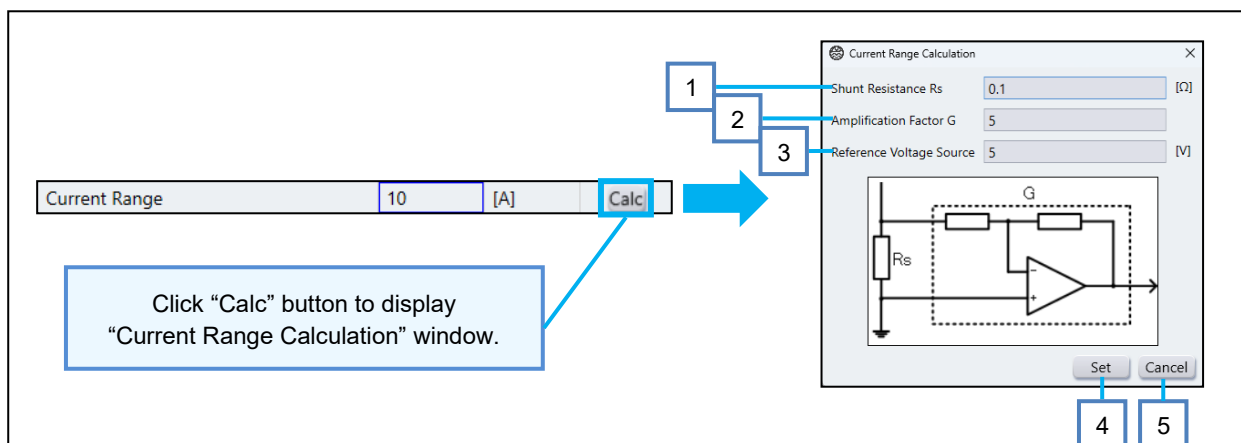 Current Range 10 [A] Calc
Click “Calc” button to display
“Current Range Calculation” window.
Current Range Calculation
1
Shunt Resistance Rs 0.1 [Ω]
2
Amplification Factor G 5
3
Reference Voltage Source 5 [V]
G
Rs
−
+
Set Cancel
4 5